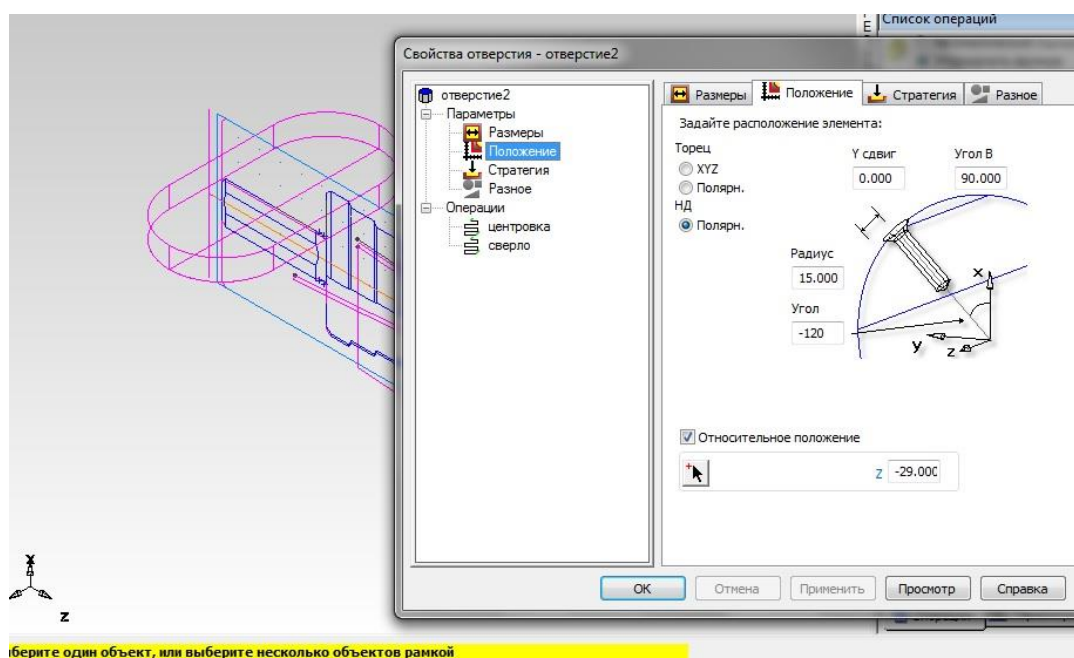 Список операций
Свойства отверстия - отверстие2
отверстие2
Параметры
Размеры
Положение
Стратегия
Разное
Операции
центровка
сверло
Размеры Положение Стратегия Разное
Задайте расположение элемента:
Торец
XYZ
Полярн.
НД
Полярн.
Y сдвиг Угол B
0.000 90.000
Радиус
15.000
Угол
-120
x
y
z
Относительное положение
Z -29.000
ОК Отмена Применить Просмотр Справка
x
z
берите один объект, или выберите несколько объектов рамкой